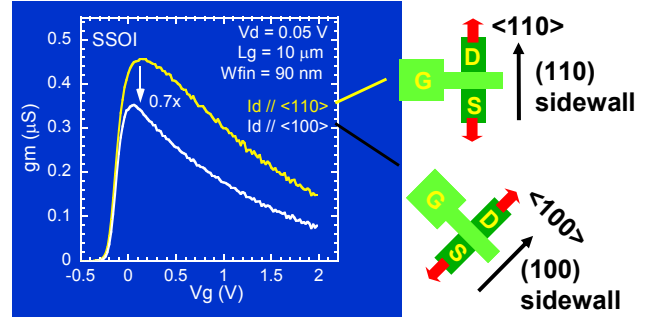 SSOI
Vd = 0.05 V
Lg = 10 μm
Wfin = 90 nm
0.7x
Id // <110>
Id // <100>
gm (μS)
0.5
0.4
0.3
0.2
0.1
0
-0.5
0
0.5
1.0
1.5
2
Vg (V)
<110>
D
G
S
(110)
sidewall
G
D
S
<100>
(100)
sidewall